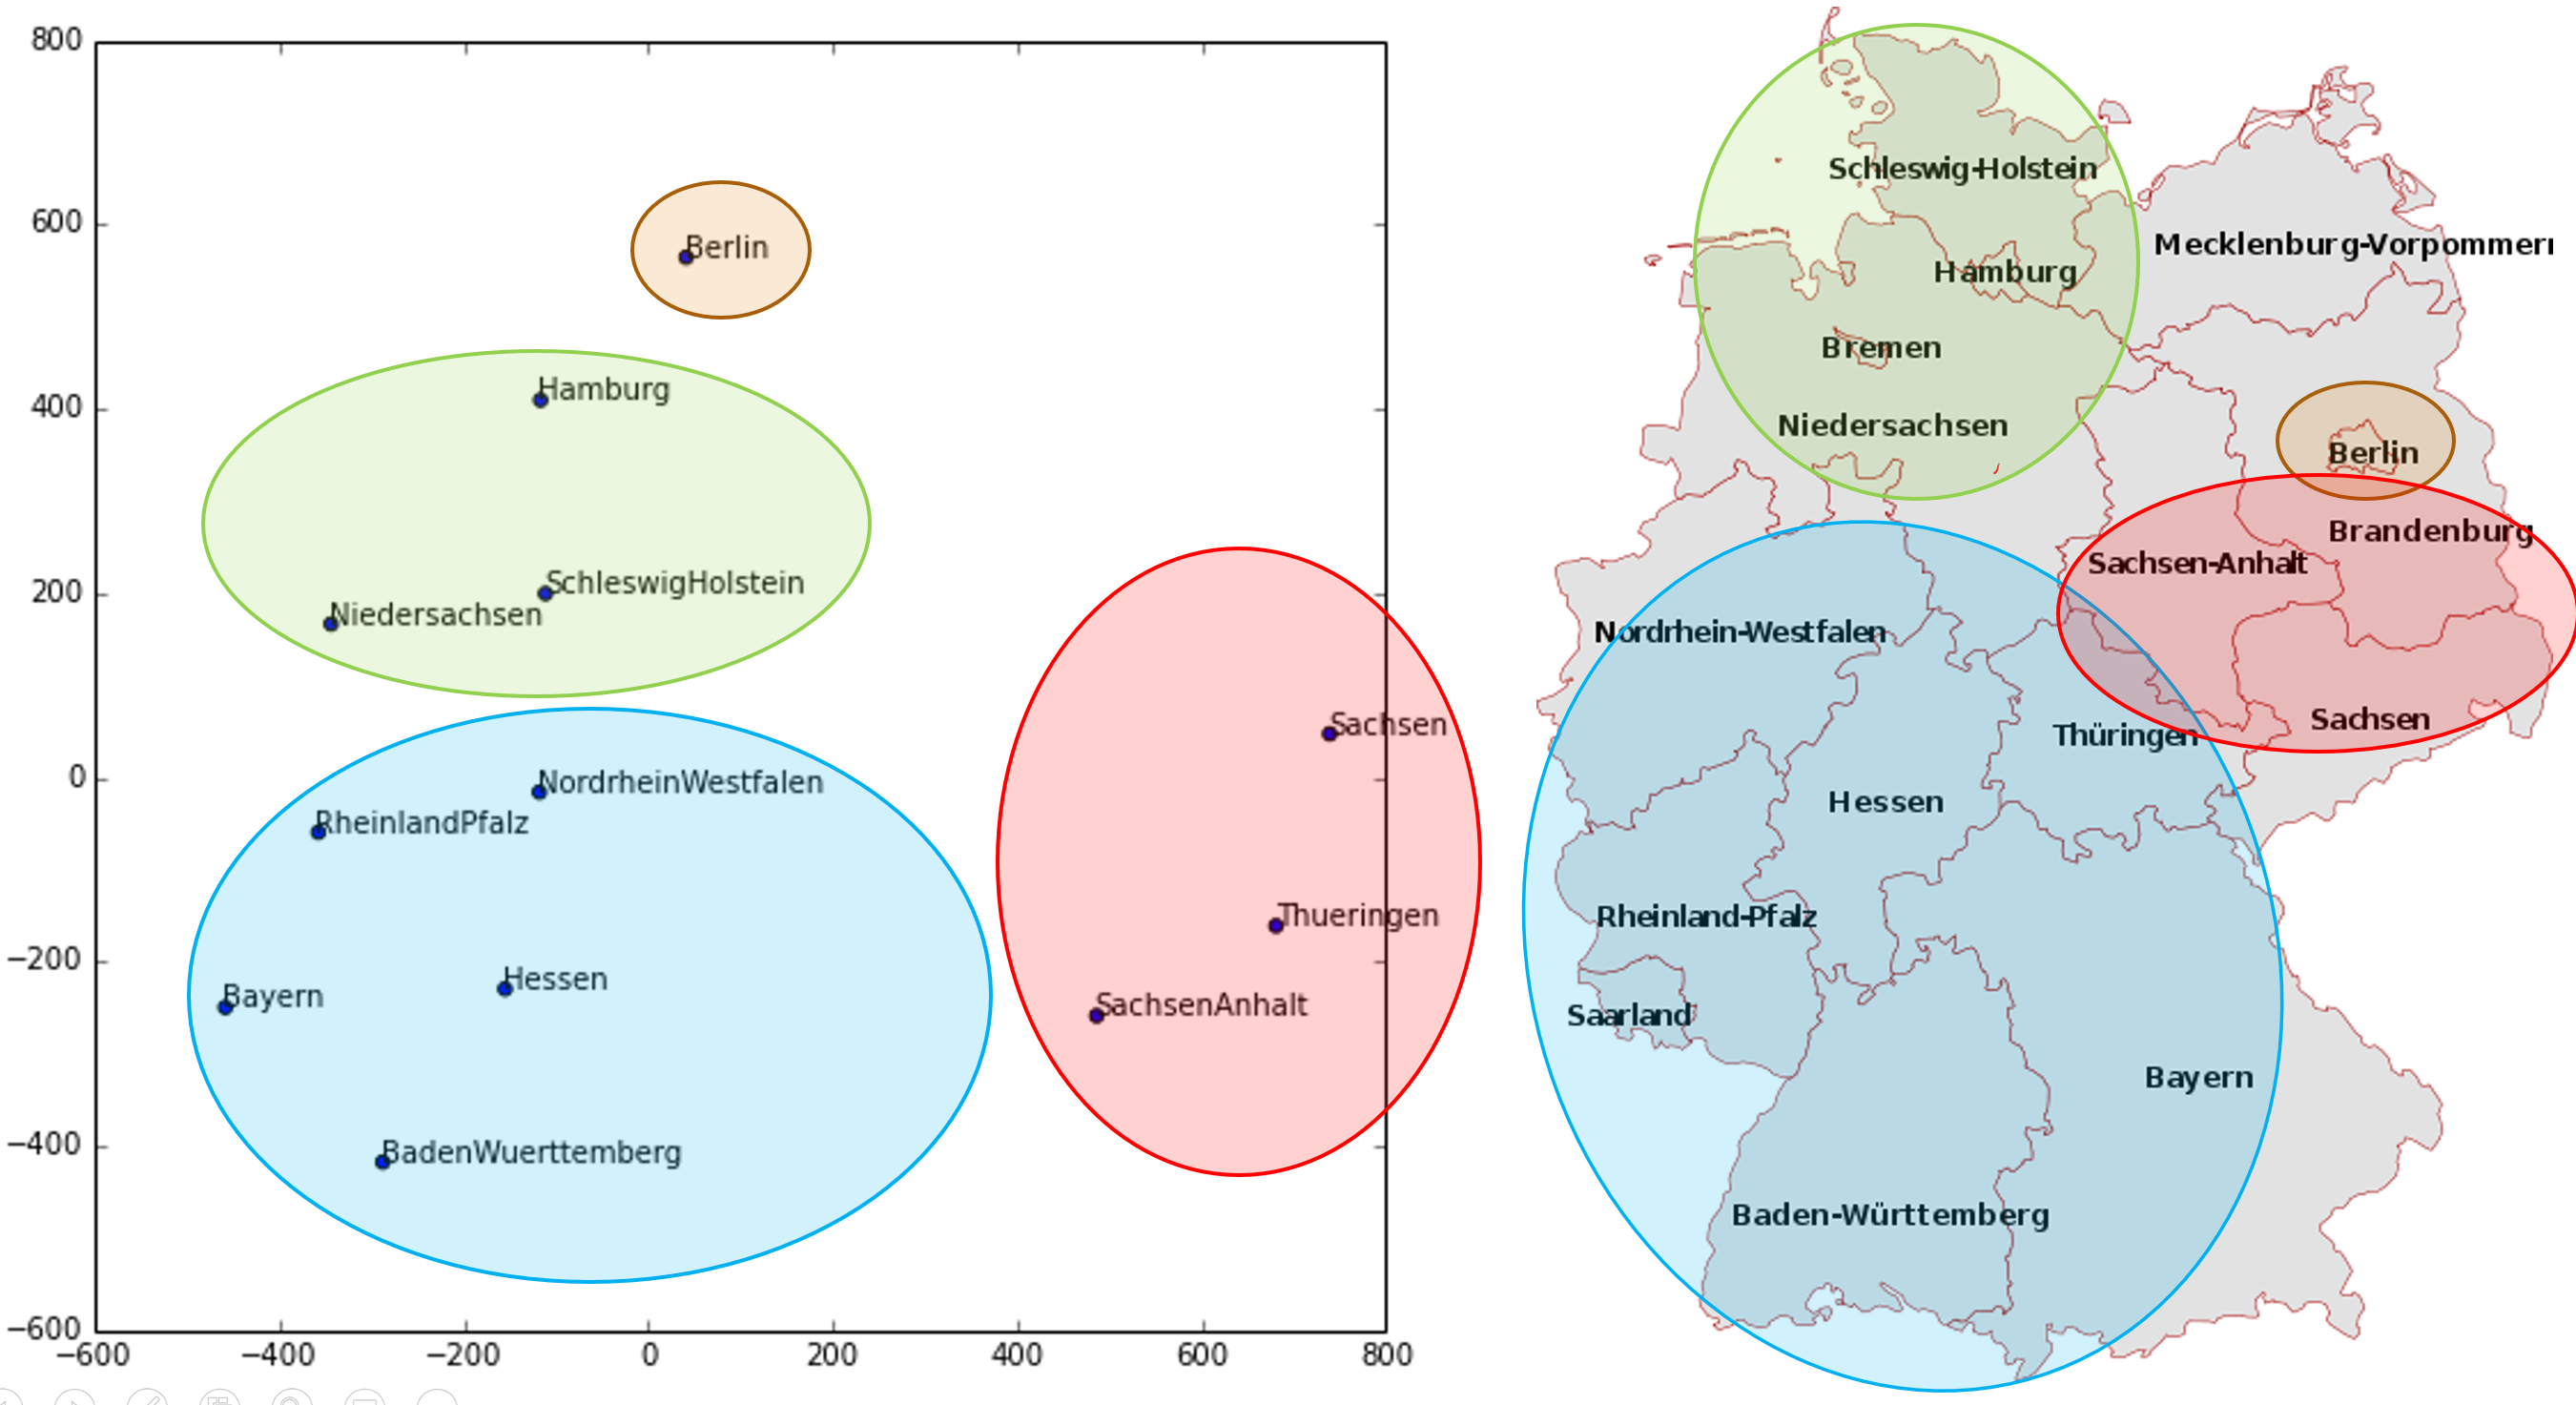 800
600
400
200
0
−200
−400
−600
−600
−400
−200
0
200
400
600
800
Berlin
Hamburg
SchleswigHolstein
Niedersachsen
Sachsen
NordrheinWestfalen
RheinlandPfalz
Thueringen
Hessen
Bayern
SachsenAnhalt
BadenWuerttemberg
Schleswig-Holstein
Mecklenburg-Vorpommern
Hamburg
Bremen
Niedersachsen
Berlin
Brandenburg
Sachsen-Anhalt
Nordrhein-Westfalen
Sachsen
Thüringen
Hessen
Rheinland-Pfalz
Saarland
Bayern
Baden-Württemberg